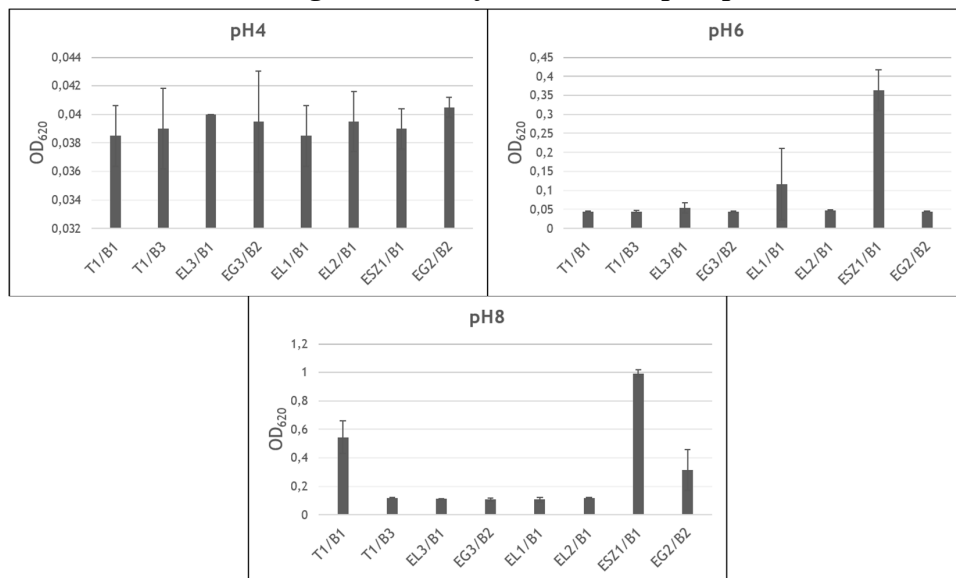 pH4
OD620
0,044
0,042
0,04
0,038
0,036
0,034
0,032
T1/B1
T1/B3
EL3/B1
EG3/B2
EL1/B1
EL2/B1
ESZ1/B1
EG2/B2
pH6
OD620
0,45
0,4
0,35
0,3
0,25
0,2
0,15
0,1
0,05
0
T1/B1
T1/B3
EL3/B1
EG3/B2
EL1/B1
EL2/B1
ESZ1/B1
EG2/B2
pH8
OD620
1,2
1
0,8
0,6
0,4
0,2
0
T1/B1
T1/B3
EL3/B1
EG3/B2
EL1/B1
EL2/B1
ESZ1/B1
EG2/B2